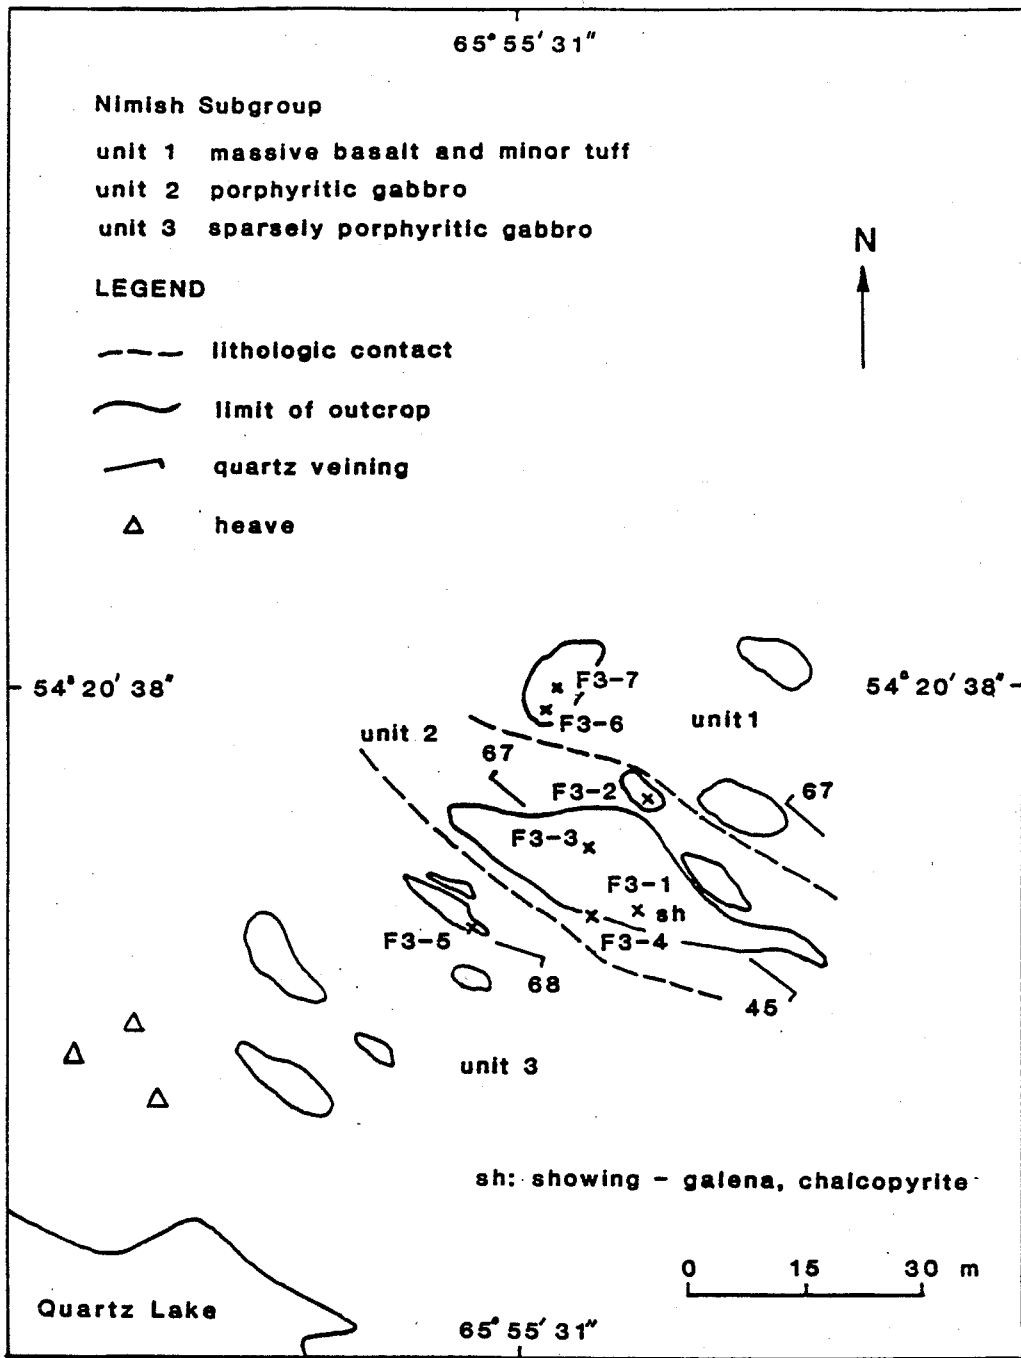 65° 55' 31"
Nimish Subgroup
unit 1 massive basalt and minor tuff
unit 2 porphyritic gabbro
unit 3 sparsely porphyritic gabbro
N
LEGEND
lithologic contact
limit of outcrop
quartz veining
heave
54° 20' 38"
F3-7
54° 20' 38"
F3-6
unit 1
unit 2
67
F3-2
67
F3-3
F3-1
sh
F3-5
F3-4
68
45
unit 3
sh: showing - galena, chalcopyrite
0 15 30 m
Quartz Lake
65° 55' 31"